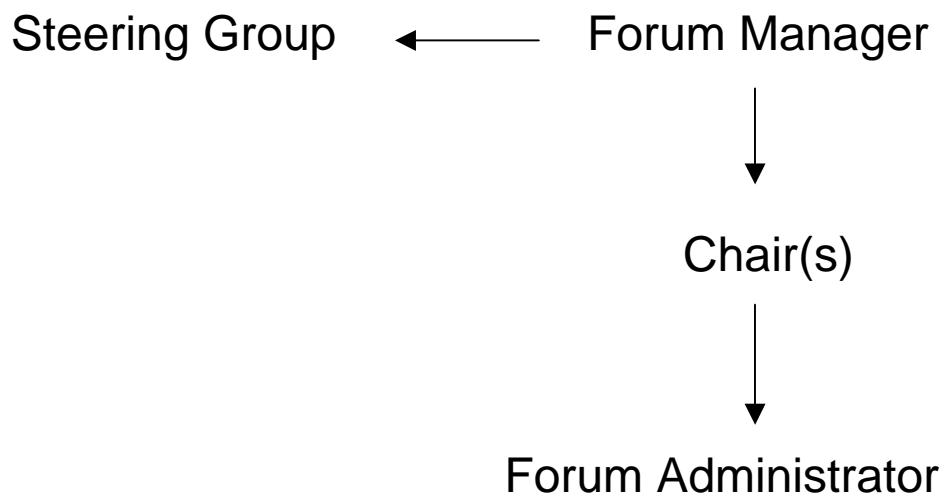 Steering Group
Forum Manager
Chair(s)
Forum Administrator